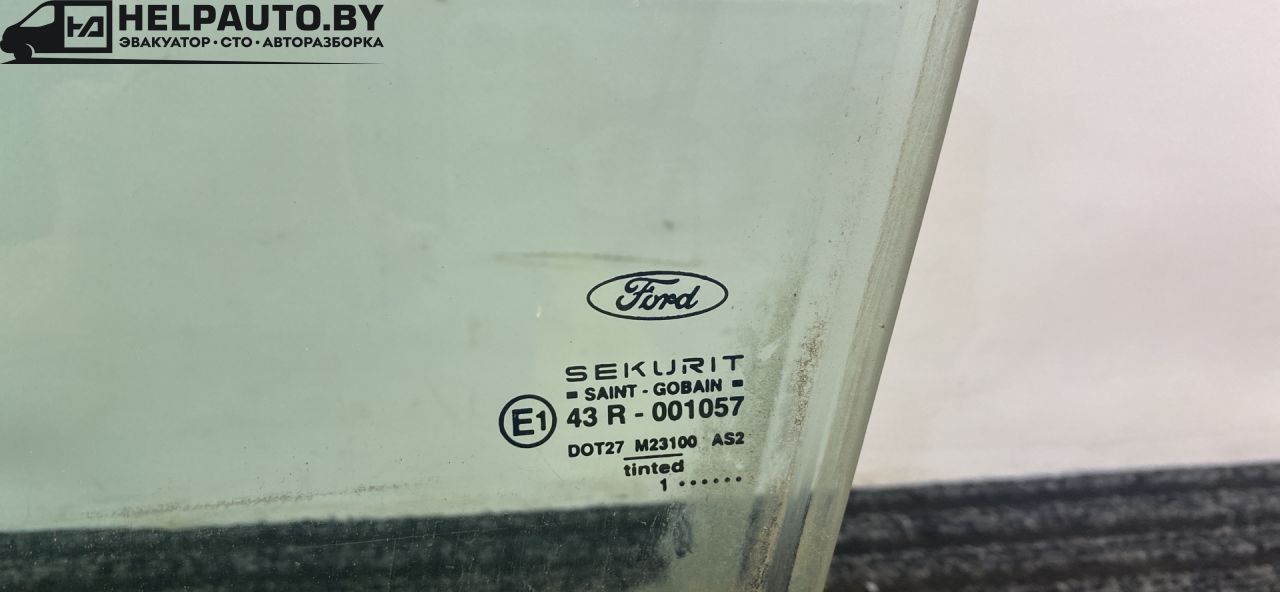 HELPAUTO.BY
ЭВАКУАТОР · СТО · АВТОРАЗБОРКА
Ford
SEKURIT
SAINT - GOBAIN
E1 43 R - 001057
DOT27 M23100 AS2
tinted
1 ......